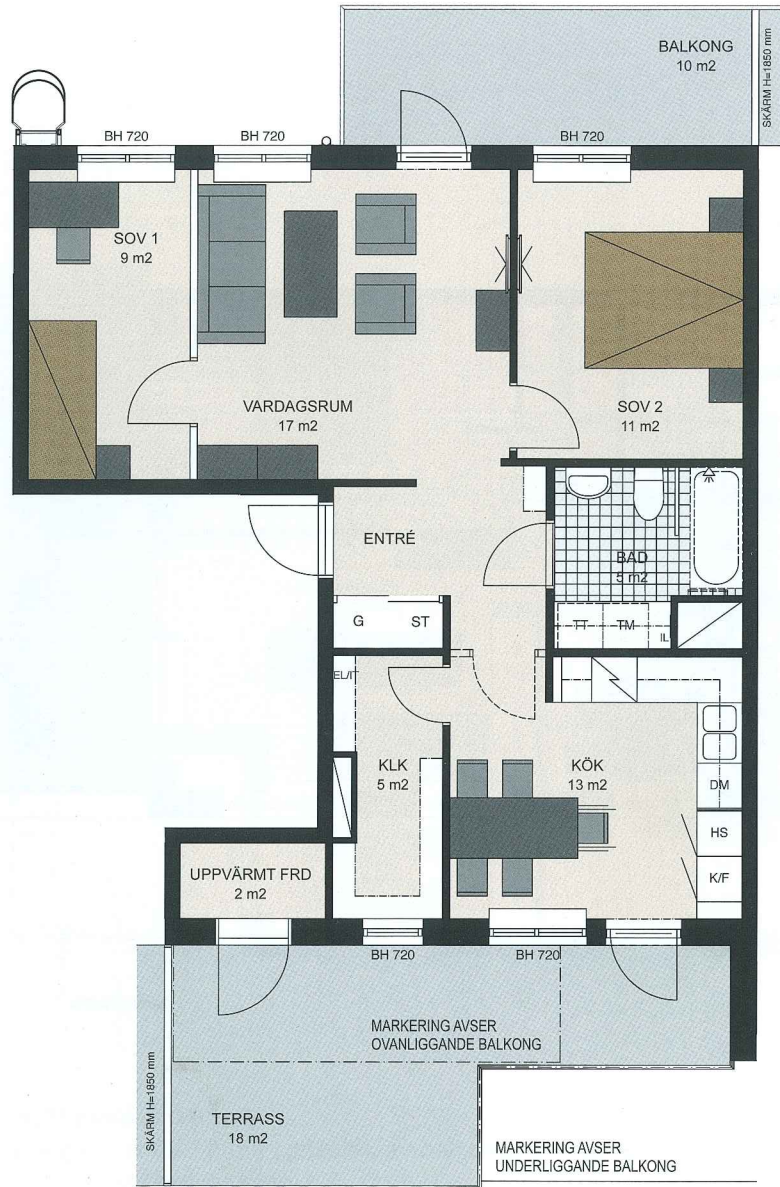 BALKONG
10 m2
SKÄRM H=1850 mm
BH 720
BH 720
BH 720
SOV 1
9 m2
VARDAGSRUM
17 m2
SOV 2
11 m2
ENTRÉ
BAD
5 m2
G
ST
TT
TM
IL
EL/IT
KLK
5 m2
KÖK
13 m2
DM
HS
K/F
UPPVÄRMT FRD
2 m2
BH 720
BH 720
MARKERING AVSER
OVANLIGGANDE BALKONG
SKÄRM H=1850 mm
TERRASS
18 m2
MARKERING AVSER
UNDERLIGGANDE BALKONG